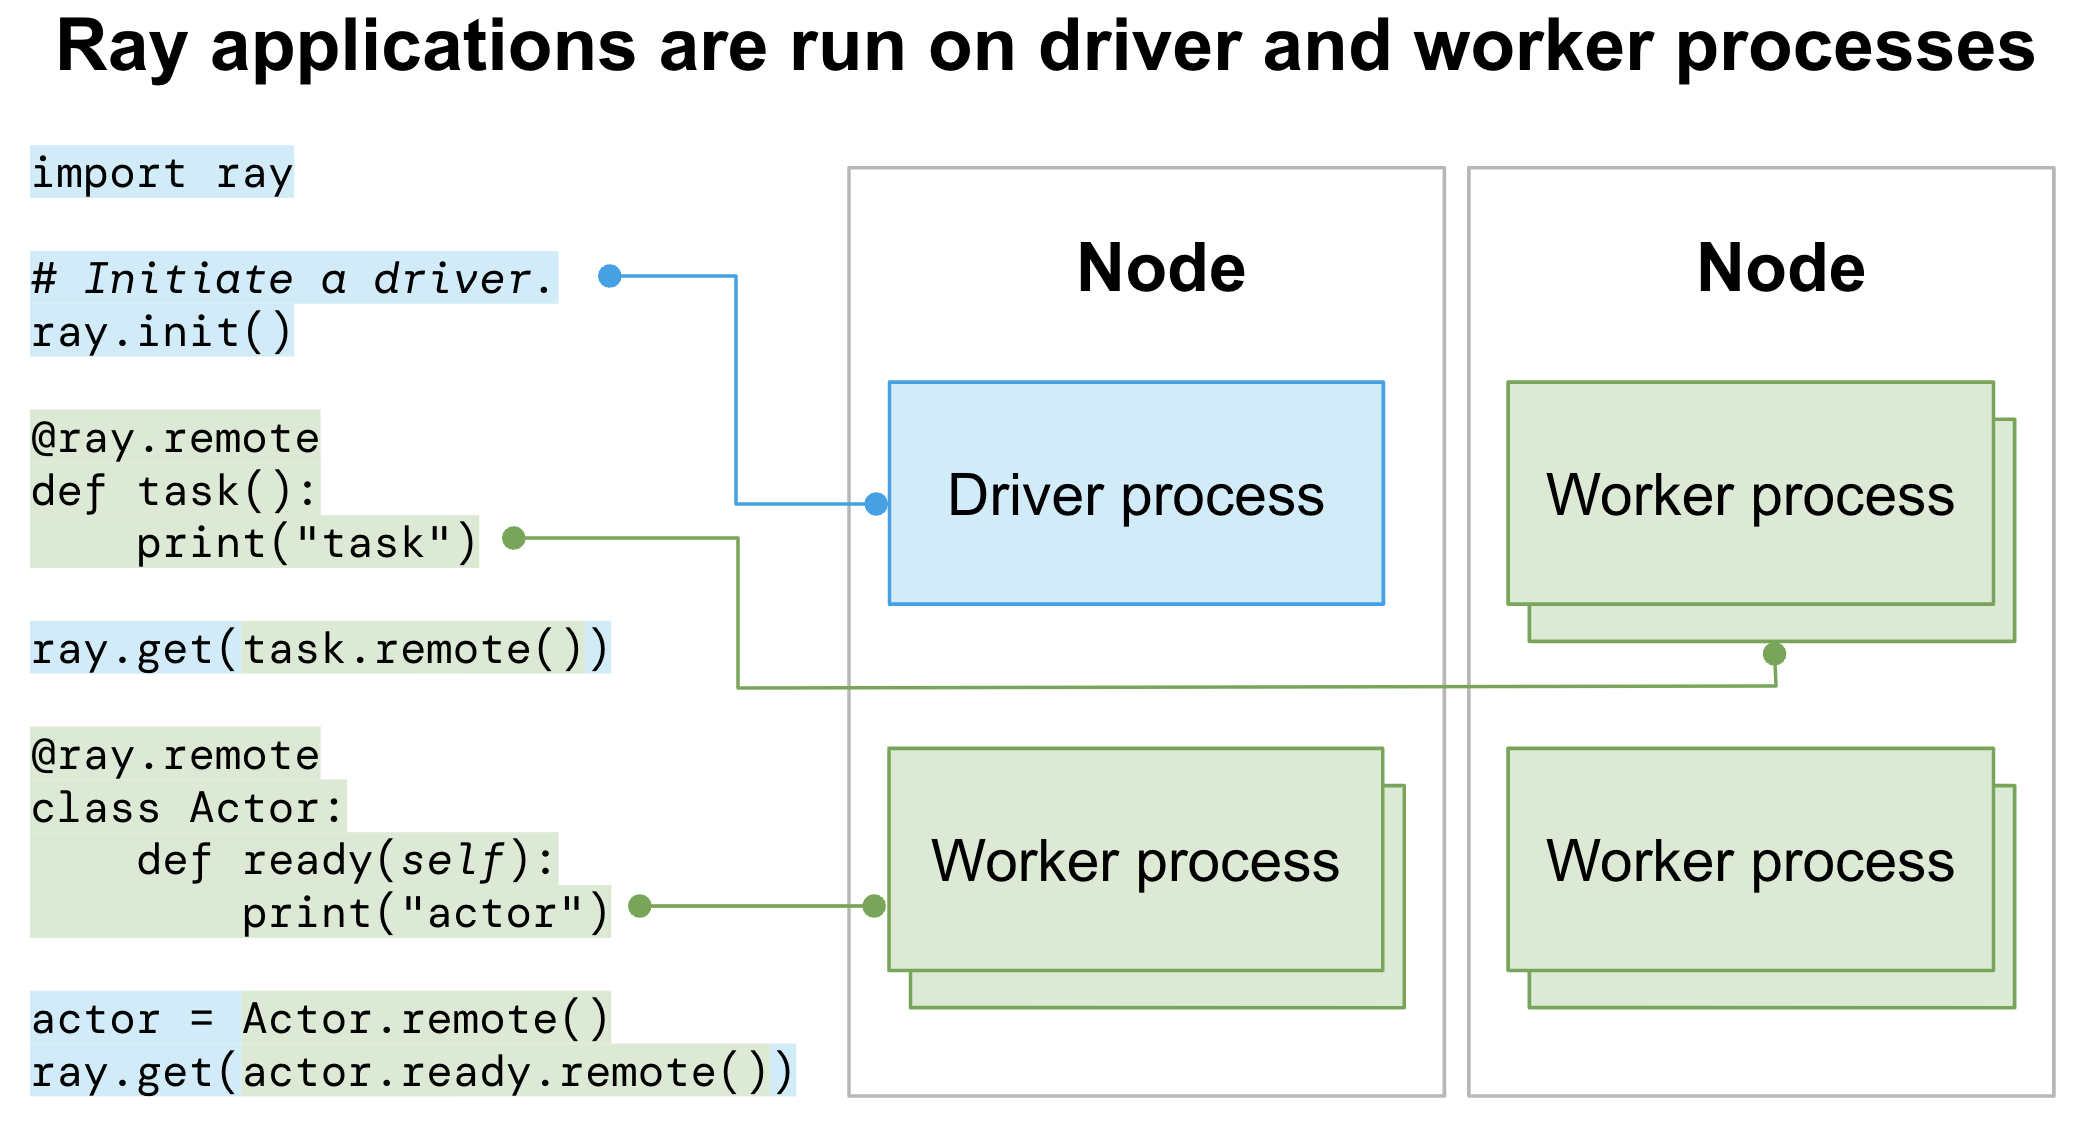 Ray applications are run on driver and worker processes
import ray
# Initiate a driver.
ray.init()
@ray.remote
def task():
    print("task")
ray.get(task.remote())
@ray.remote
class Actor:
    def ready(self):
        print("actor")
actor = Actor.remote()
ray.get(actor.ready.remote())
Node
Driver process
Worker process
Node
Worker process
Worker process